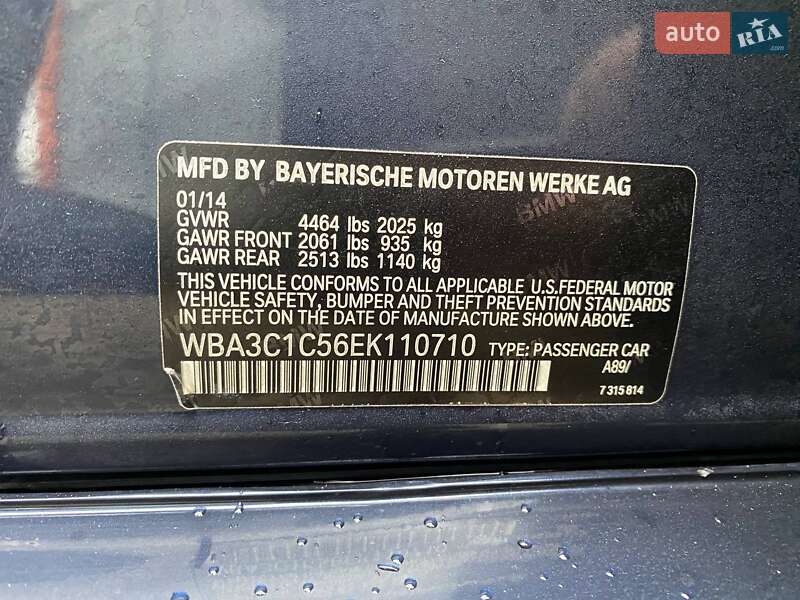 auto RIA .com
MFD BY BAYERISCHE MOTOREN WERKE AG
01/14
GVWR 4464 lbs 2025 kg
GAWR FRONT 2061 lbs 935 kg
GAWR REAR 2513 lbs 1140 kg
THIS VEHICLE CONFORMS TO ALL APPLICABLE U.S.FEDERAL MOTOR
VEHICLE SAFETY, BUMPER AND THEFT PREVENTION STANDARDS
IN EFFECT ON THE DATE OF MANUFACTURE SHOWN ABOVE.
WBA3C1C56EK110710 TYPE: PASSENGER CAR
A89/
7 315 814